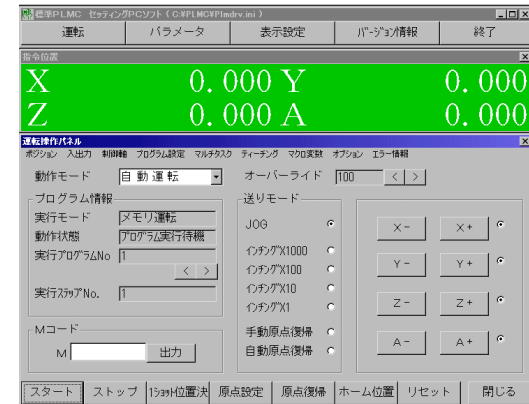 標準PLMC セッティングPCソフト ( C:¥PLMC¥Plmdrv.ini )
運転 パラメータ 表示設定 バージョン情報 終了
指令位置
X 0.000 Y 0.000
Z 0.000 A 0.000
運転操作パネル
ポジション 入出力 制御軸 プログラム設定 マルチタスク ティーチング マクロ変数 オプション エラー情報
動作モード 自動運転 オーバーライド 100 < >
プログラム情報 送りモード
実行モード メモリ運転
動作状態 プログラム実行待機
実行プログラムNo 1
< >
実行ステップNo. 1
JOG
インチングX1000
インチングX100
インチングX10
インチングX1
手動原点復帰
自動原点復帰
X- X+
Y- Y+
Z- Z+
A- A+
Mコード
M 出力
スタート ストップ 1ショット位置決 原点設定 原点復帰 ホーム位置 リセット 閉じる